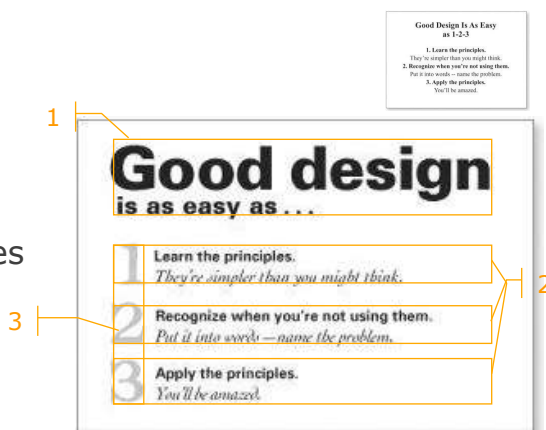 Good Design Is As Easy
as 1-2-3
1. Learn the principles.
They're simpler than you might think.
2. Recognize when you're not using them.
Put it into words -- name the problem.
3. Apply the principles.
You'll be amazed.
1
Good design
is as easy as...
es
1 Learn the principles.
They're simpler than you might think.
2
3
2 Recognize when you're not using them.
Put it into words—name the problem.
3 Apply the principles.
You'll be amazed.